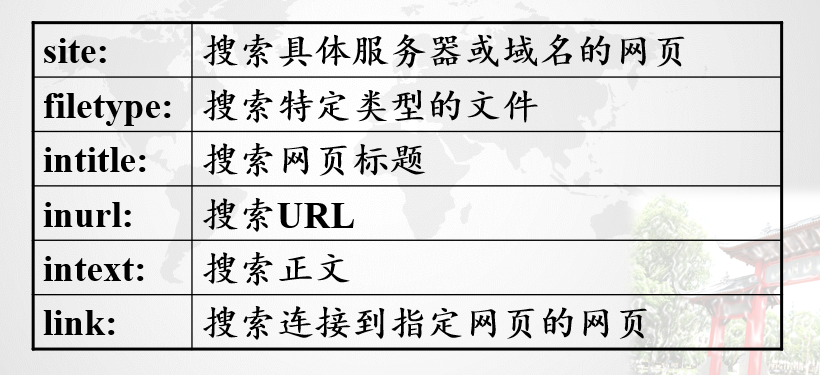 site: 搜索具体服务器或域名的网页
filetype: 搜索特定类型的文件
intitle: 搜索网页标题
inurl: 搜索URL
intext: 搜索正文
link: 搜索连接到指定网页的网页